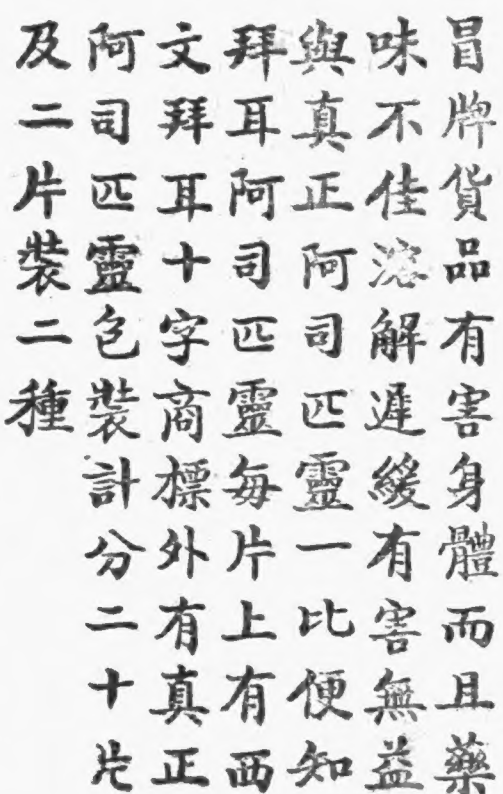 冒牌貨品有害身體而且藥
味不佳溶解遲緩有害無益
與真正阿司匹靈一比便知
拜耳阿司匹靈每片上有西
文拜耳十字商標外有真正
阿司匹靈包裝計分二十片
及二片裝二種